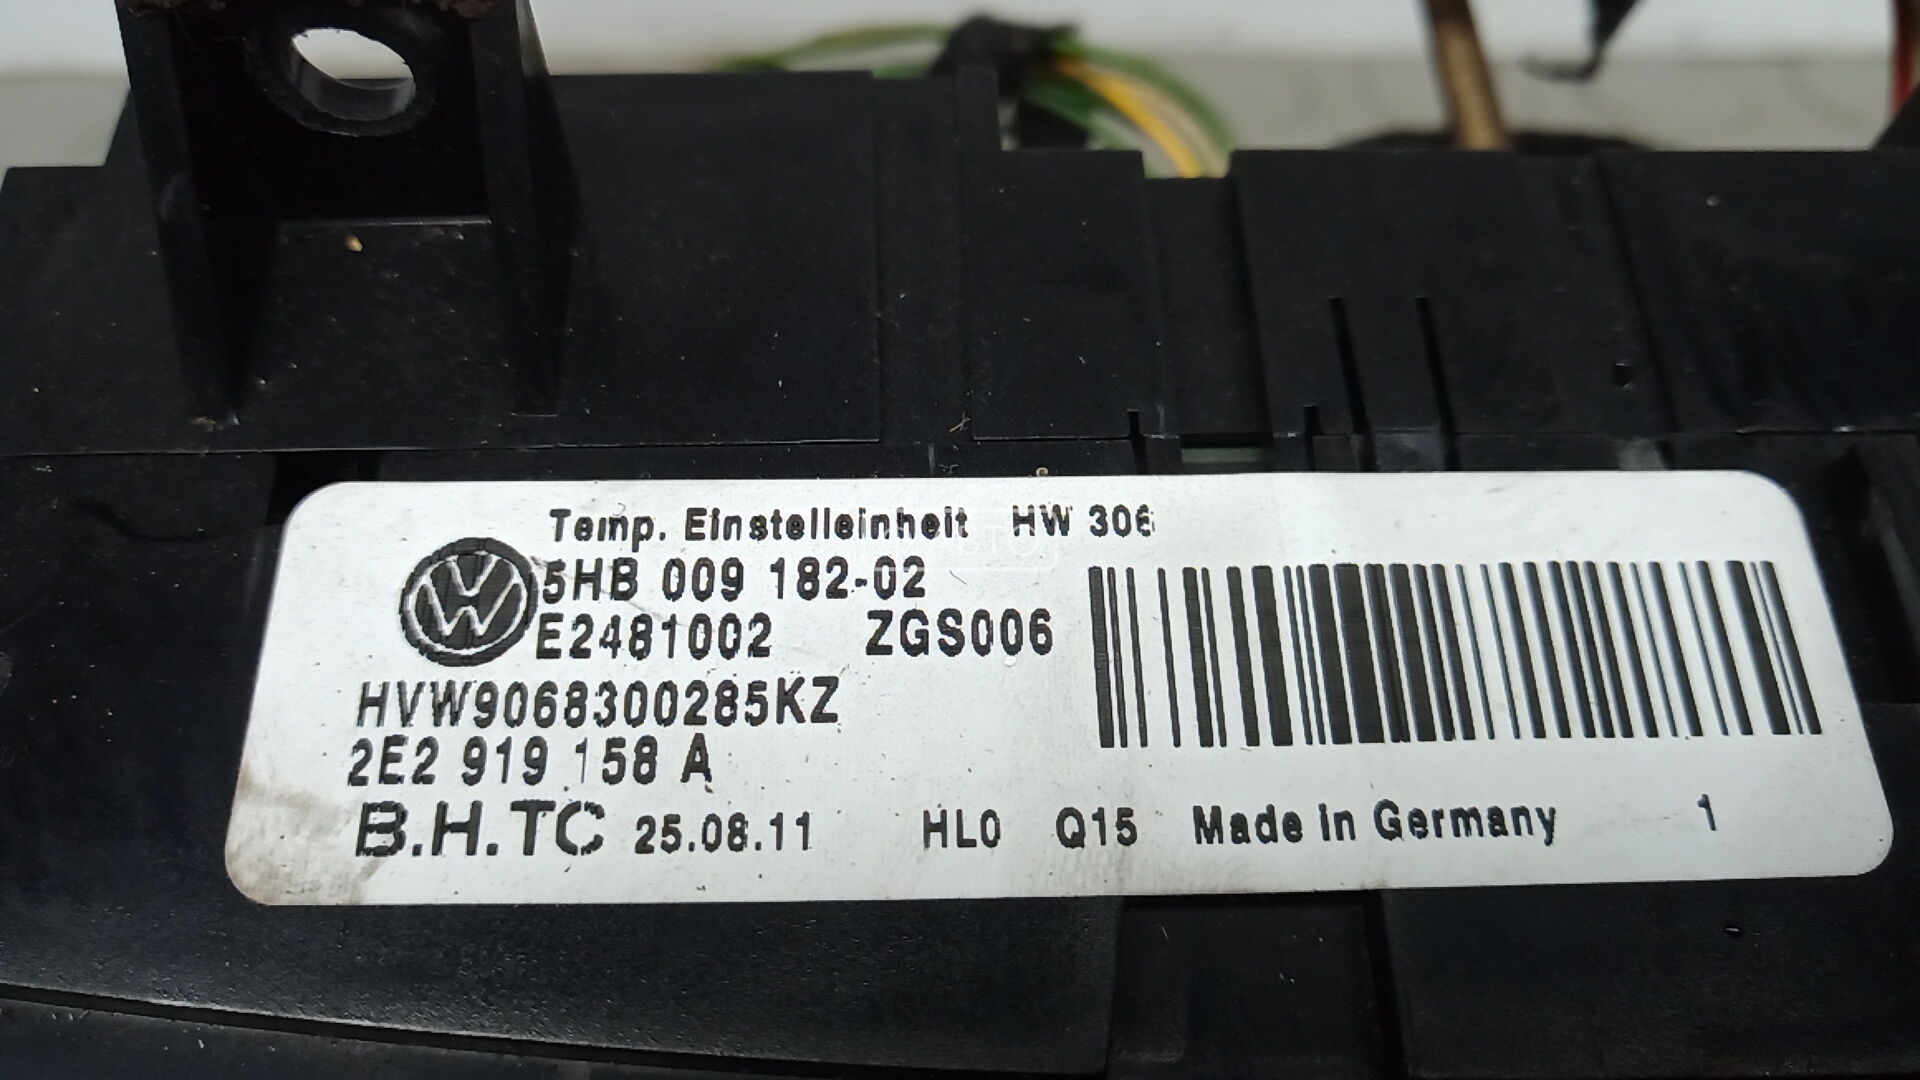 Temp. Einstelleinheit HW 306
5HB 009 182-02
E2481002 ZGS006
HVW9068300285KZ
2E2 919 158 A
B.H.TC 25.08.11 HL0 Q15 Made in Germany 1